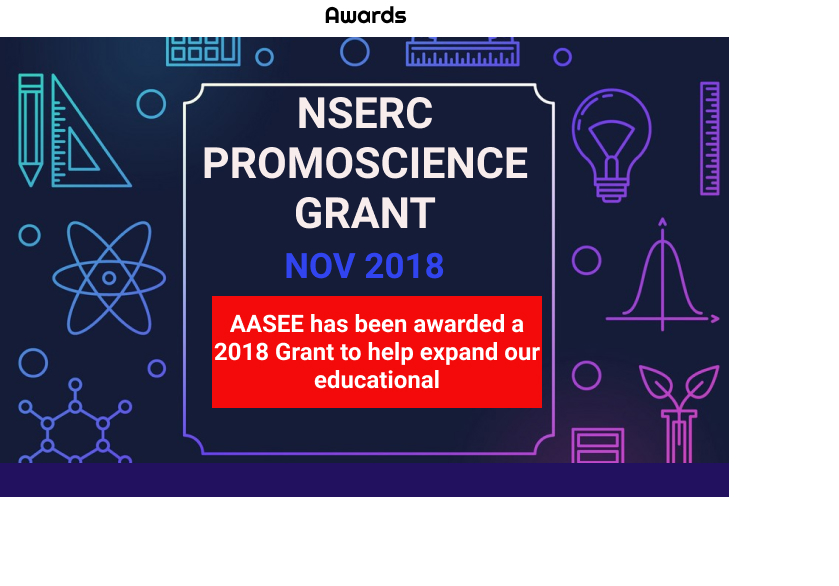 Awards
NSERC
PROMOSCIENCE
GRANT
NOV 2018
AASEE has been awarded a
2018 Grant to help expand our
educational